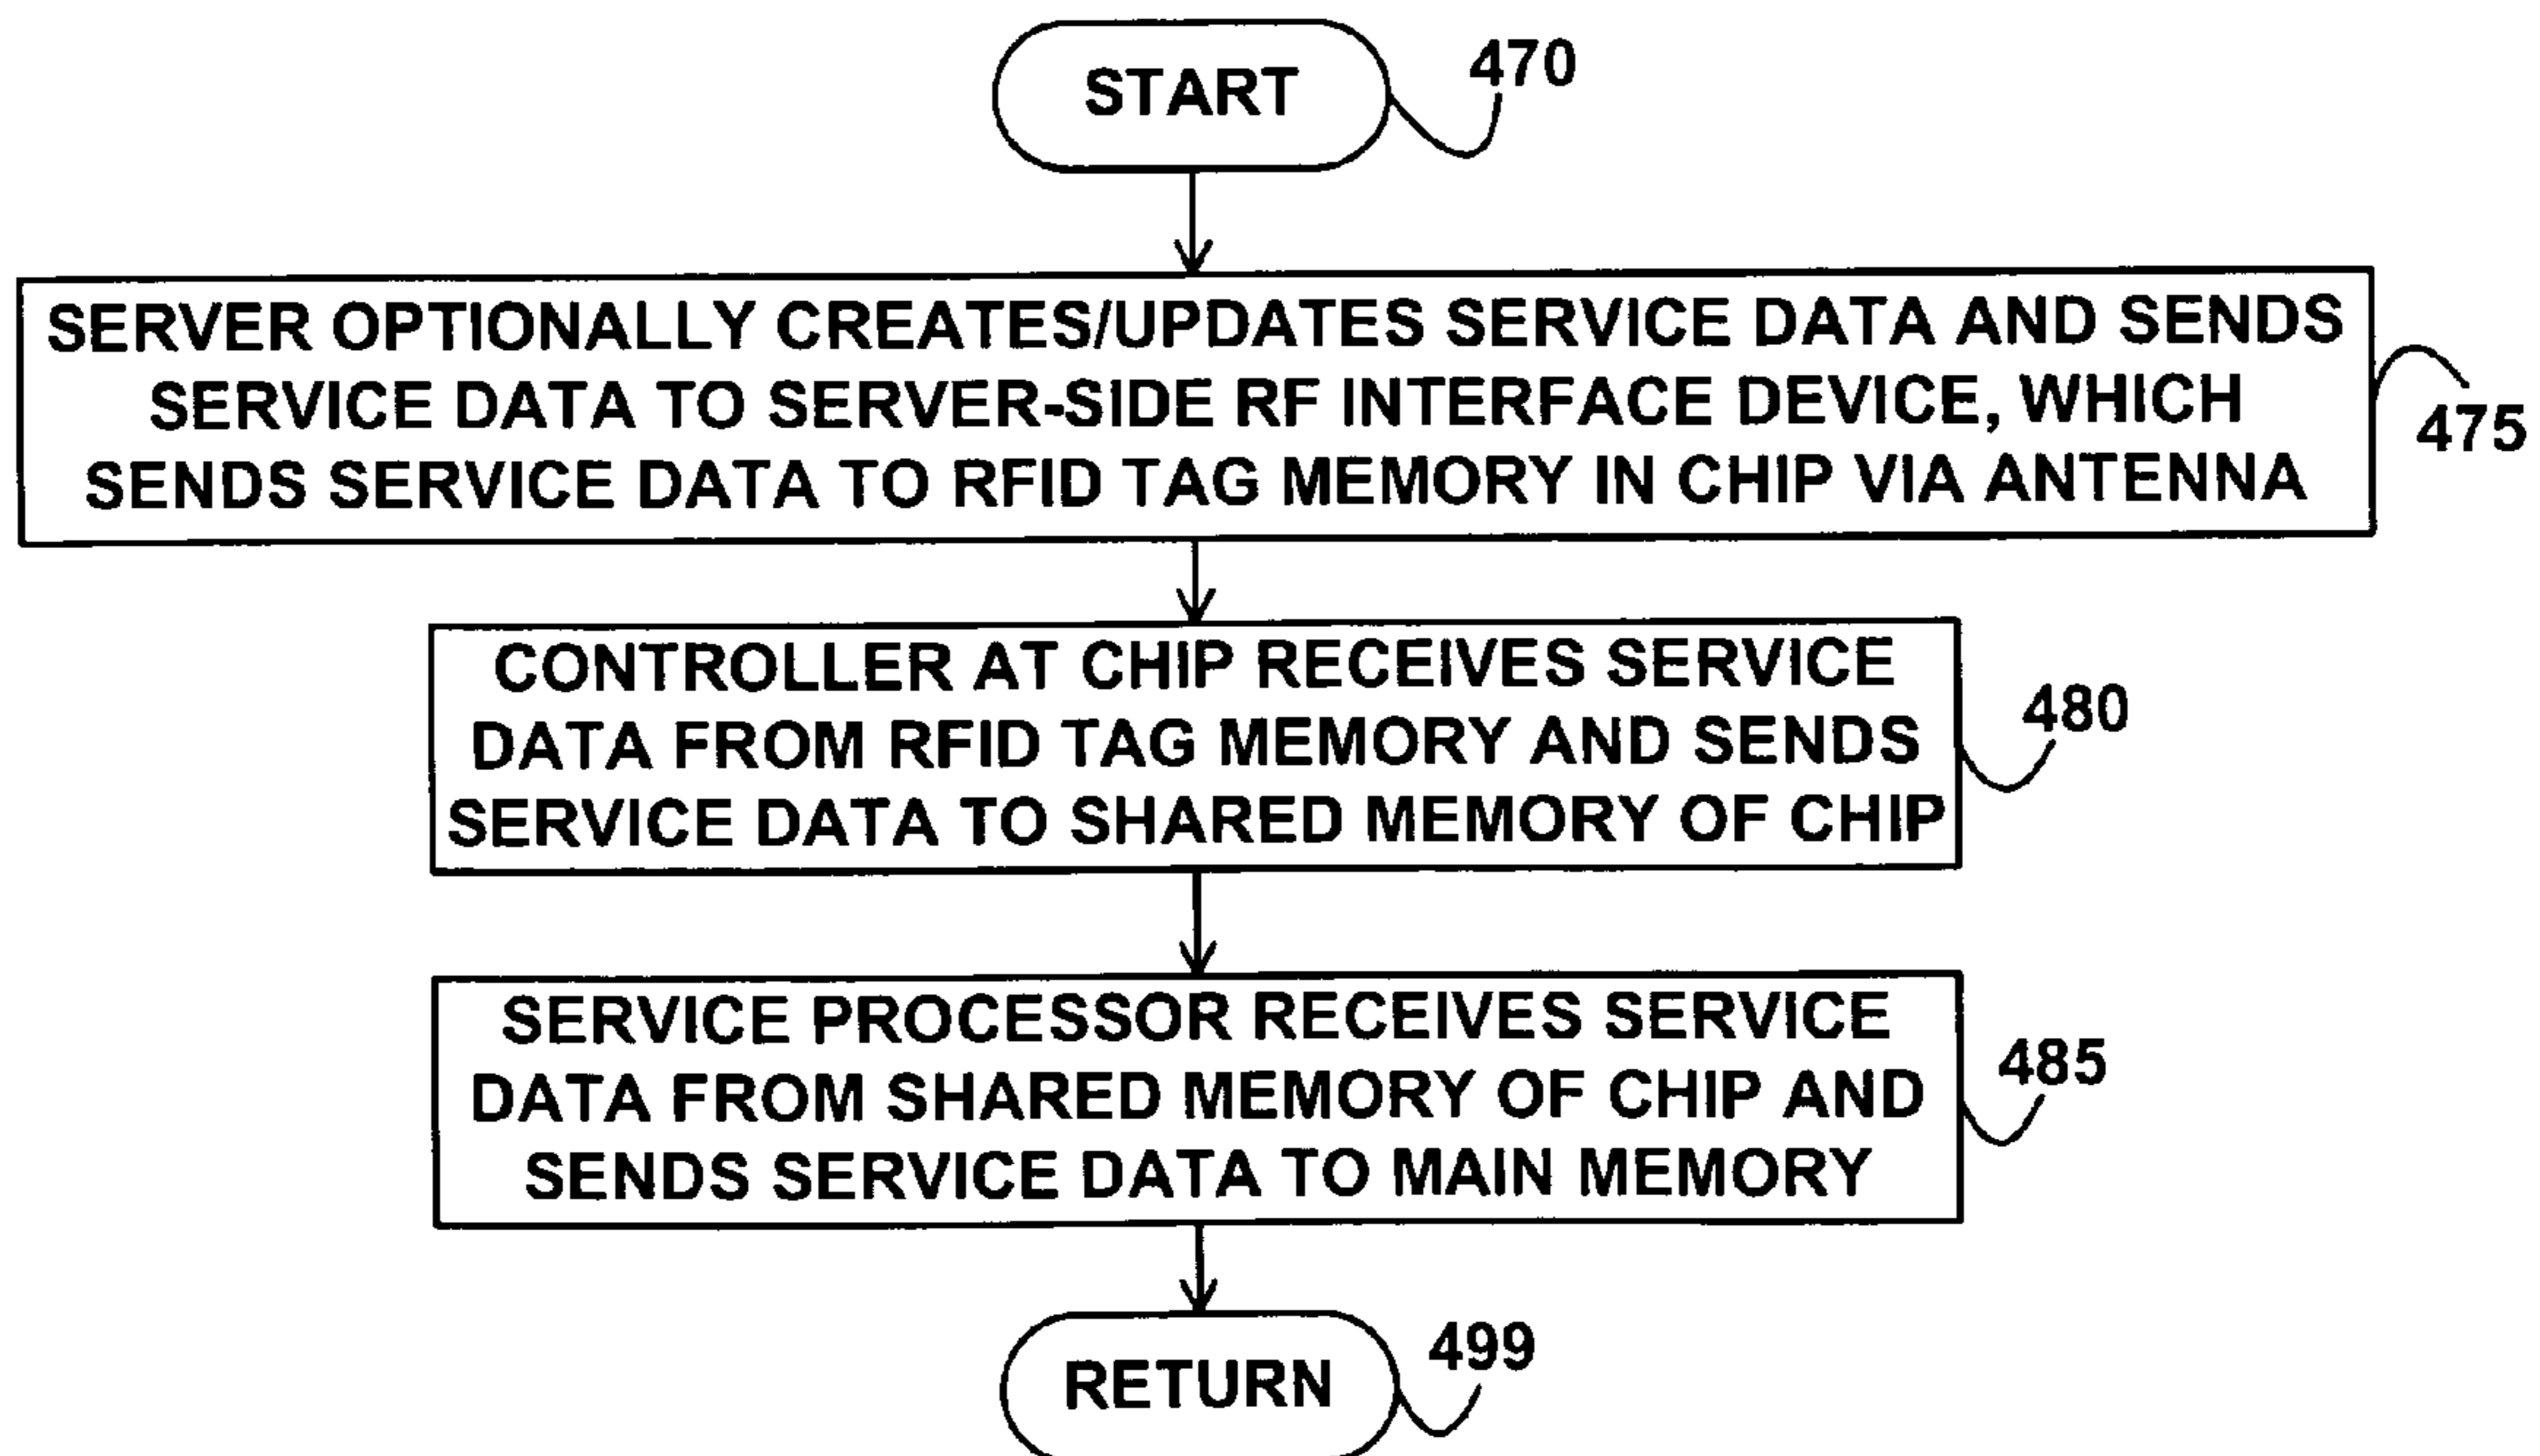 START
470
SERVER OPTIONALLY CREATES/UPDATES SERVICE DATA AND SENDS
SERVICE DATA TO SERVER-SIDE RF INTERFACE DEVICE, WHICH
SENDS SERVICE DATA TO RFID TAG MEMORY IN CHIP VIA ANTENNA
475
CONTROLLER AT CHIP RECEIVES SERVICE
DATA FROM RFID TAG MEMORY AND SENDS
SERVICE DATA TO SHARED MEMORY OF CHIP
480
SERVICE PROCESSOR RECEIVES SERVICE
DATA FROM SHARED MEMORY OF CHIP AND
SENDS SERVICE DATA TO MAIN MEMORY
485
RETURN
499